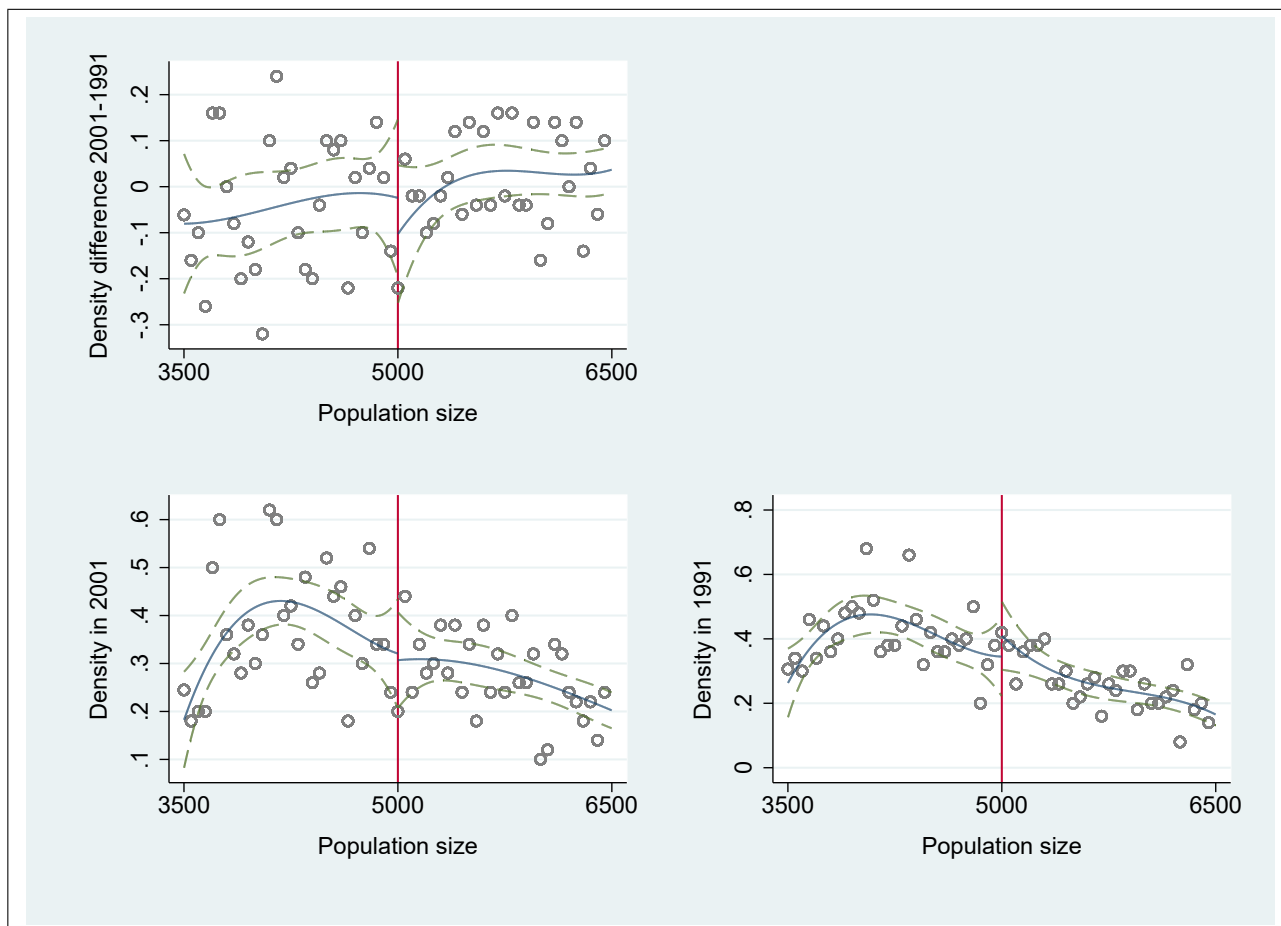 Density difference 2001-1991
.2
.1
0
-.1
-.2
-.3
3500 5000 6500
Population size
Density in 2001
.6
.5
.4
.3
.2
.1
3500 5000 6500
Population size
Density in 1991
.8
.6
.4
.2
0
3500 5000 6500
Population size